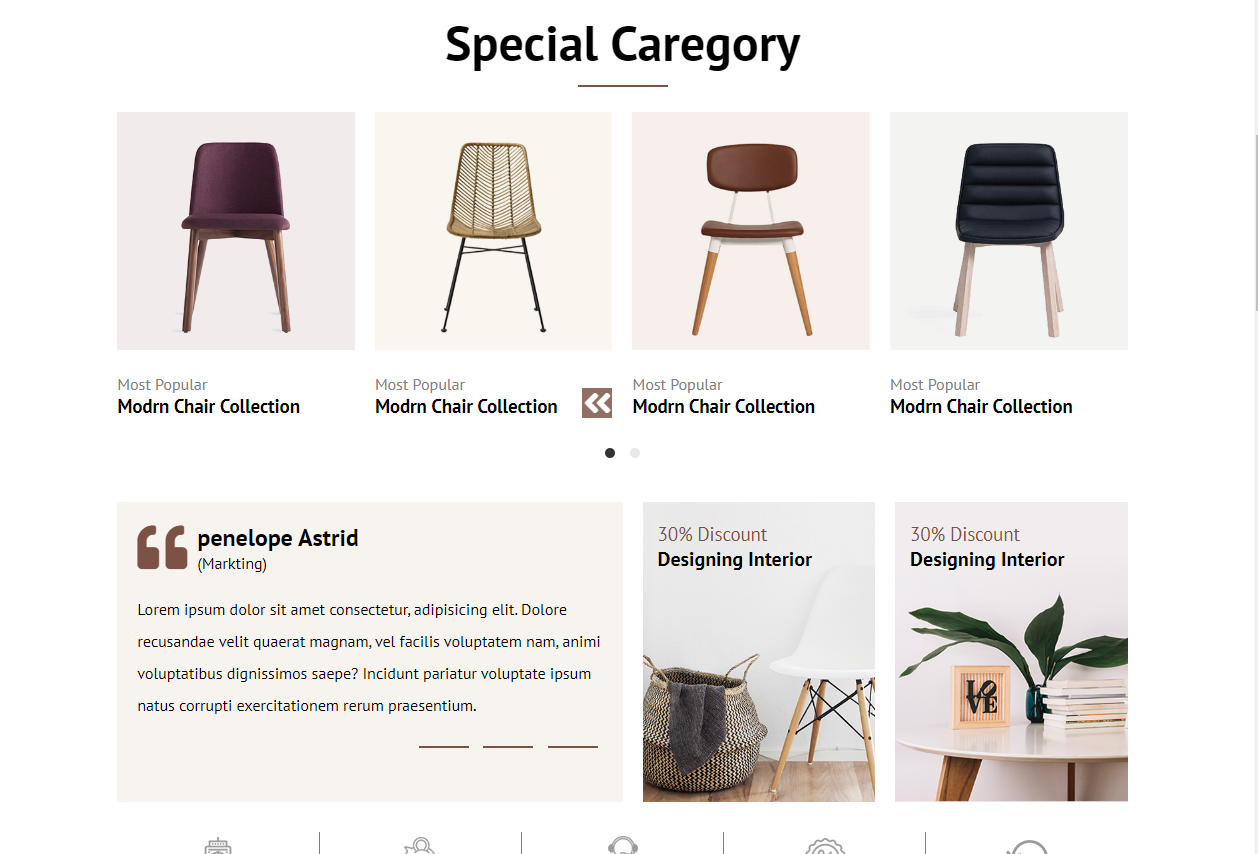 Special Caregory
Most Popular
Modrn Chair Collection
Most Popular
Modrn Chair Collection
Most Popular
Modrn Chair Collection
Most Popular
Modrn Chair Collection
penelope Astrid
(Markting)
Lorem ipsum dolor sit amet consectetur, adipisicing elit. Dolore
recusandae velit quaerat magnam, vel facilis voluptatem nam, animi
voluptatibus dignissimos saepe? Incidunt pariatur voluptate ipsum
natus corrupti exercitationem rerum praesentium.
30% Discount
Designing Interior
30% Discount
Designing Interior
LO
VE